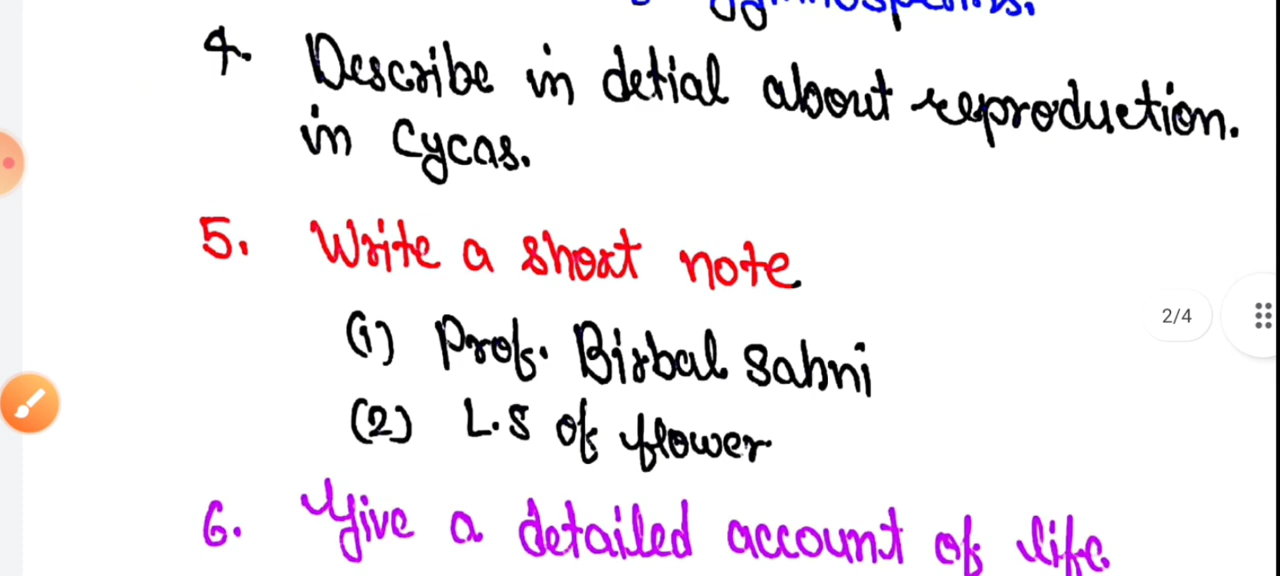 4. Describe in detial about reproduction.
in Cycas.
5. Write a short note
(1) Prof. Birbal Sahni
2/4
(2) L.S of flower
6. Give a detailed account of life